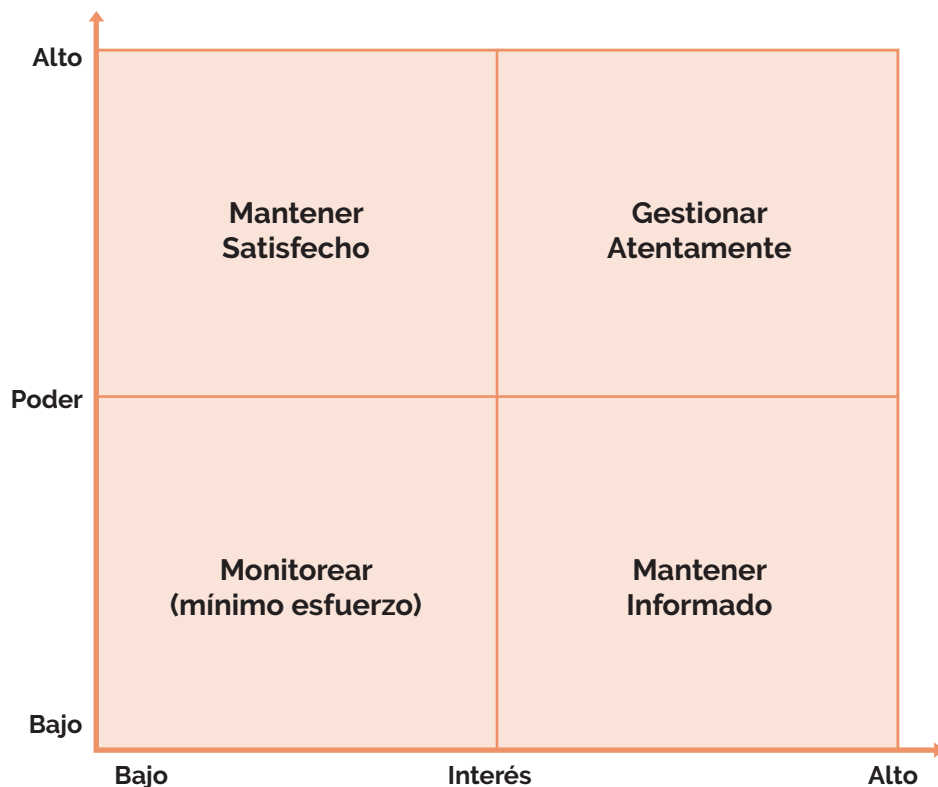 Alto
Mantener
Satisfecho
Gestionar
Atentamente
Poder
Monitorear
(mínimo esfuerzo)
Mantener
Informado
Bajo
Bajo
Interés
Alto